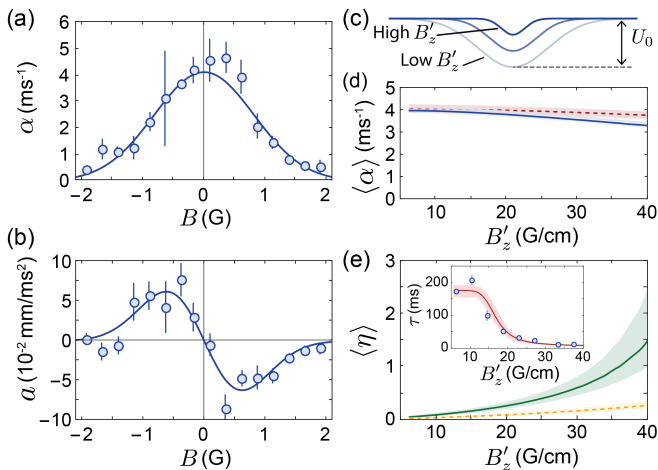 (a)
6
5
4
3
2
1
0
α (ms⁻¹)
−2 −1 0 1 2
B (G)
(b)
10
5
0
−5
−10
a (10⁻² mm/ms²)
−2 −1 0 1 2
B (G)
(c)
High B′z
Low B′z
U₀
(d)
5
4
3
2
1
0
⟨α⟩ (ms⁻¹)
10 20 30 40
B′z (G/cm)
(e)
3
2
1
0
⟨η⟩
200
100
0
τ (ms)
10 20 30 40
B′z (G/cm)
10 20 30 40
B′z (G/cm)